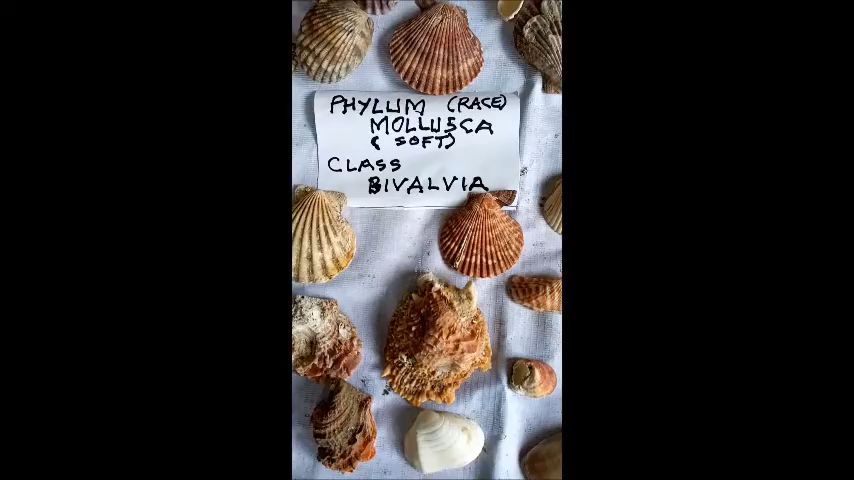 PHYLUM (RACE)
MOLLUSCA
(SOFT)
CLASS
BIVALVIA